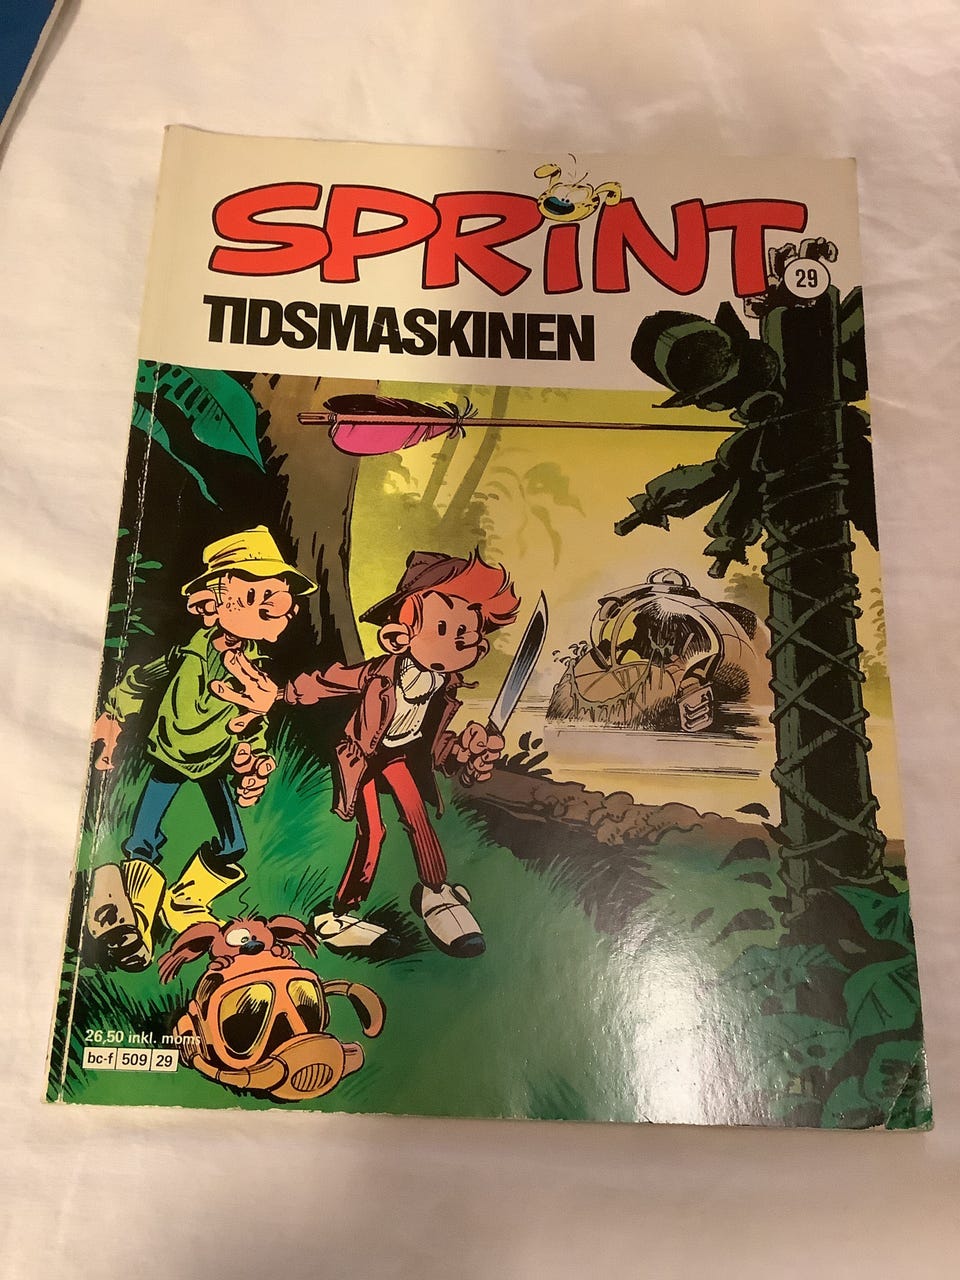 SPRiNT
29
TIDSMASKINEN
26,50 inkl. moms
bc-f 509 29